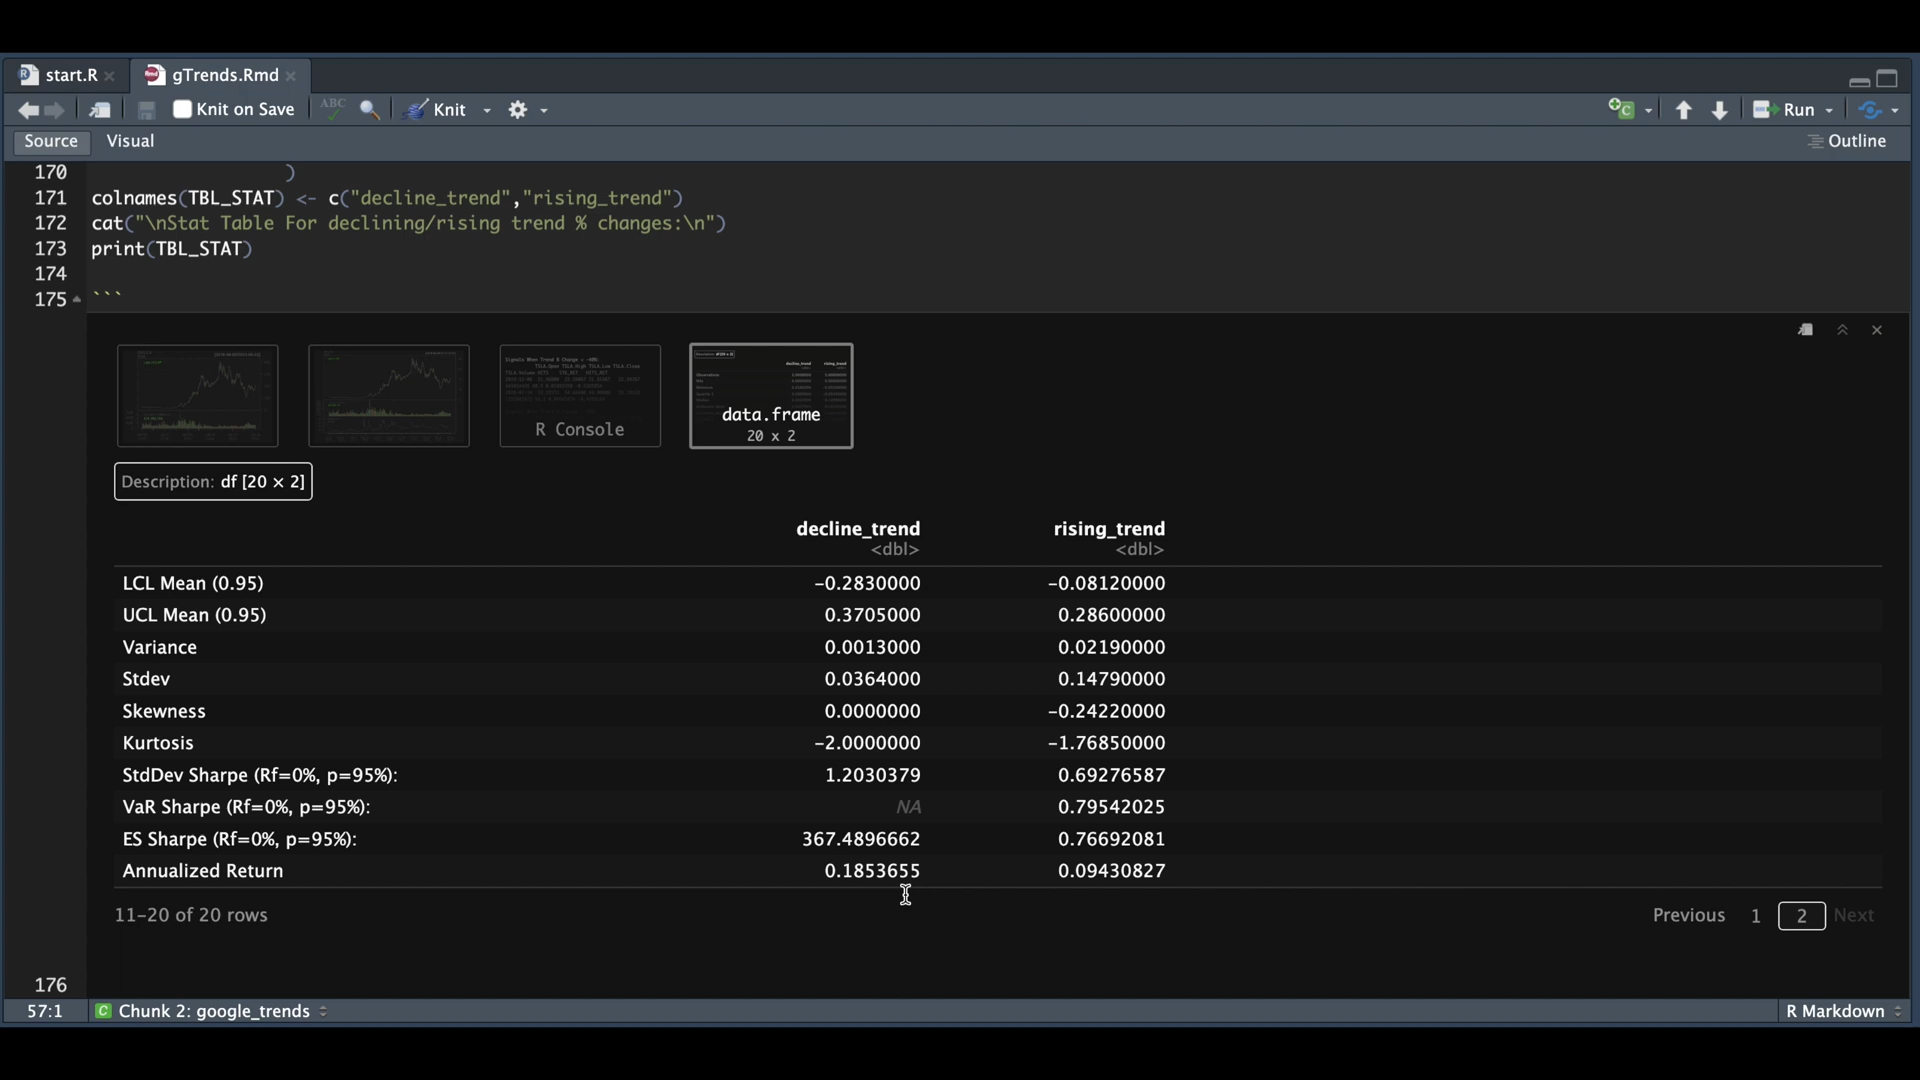 start.R
gTrends.Rmd
Knit on Save
ABC
Knit
Run
Source
Visual
Outline
170 )
171 colnames(TBL_STAT) <- c("decline_trend","rising_trend")
172 cat("\nStat Table For declining/rising trend % changes:\n")
173 print(TBL_STAT)
174
175 ```
R Console
data.frame
20 x 2
Description: df [20 × 2]
decline_trend rising_trend
<dbl> <dbl>
LCL Mean (0.95) −0.2830000 −0.08120000
UCL Mean (0.95) 0.3705000 0.28600000
Variance 0.0013000 0.02190000
Stdev 0.0364000 0.14790000
Skewness 0.0000000 −0.24220000
Kurtosis −2.0000000 −1.76850000
StdDev Sharpe (Rf=0%, p=95%): 1.2030379 0.69276587
VaR Sharpe (Rf=0%, p=95%): NA 0.79542025
ES Sharpe (Rf=0%, p=95%): 367.4896662 0.76692081
Annualized Return 0.1853655 0.09430827
11–20 of 20 rows
Previous 1 2 Next
176
57:1 C Chunk 2: google_trends R Markdown